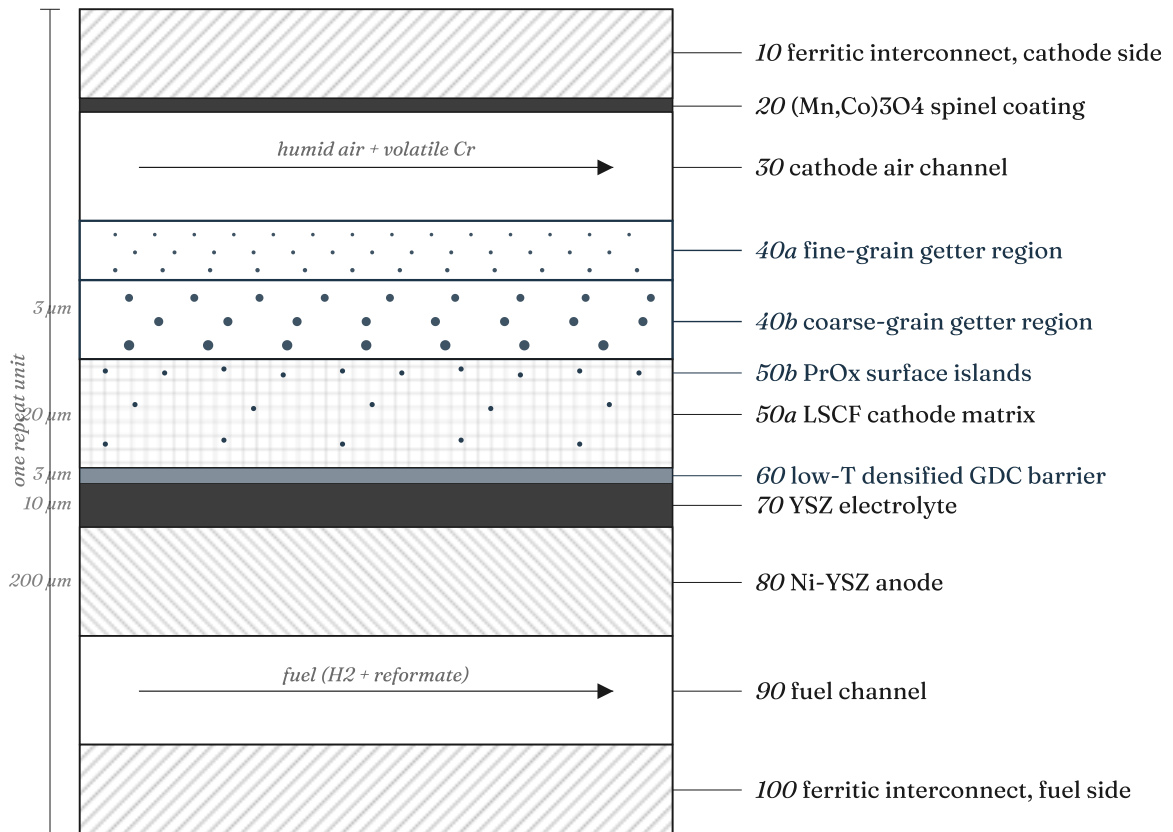 10 ferritic interconnect, cathode side
20 (Mn,Co)3O4 spinel coating
humid air + volatile Cr
30 cathode air channel
40a fine-grain getter region
3 μm
40b coarse-grain getter region
50b PrOx surface islands
one repeat unit
20 μm
50a LSCF cathode matrix
3 μm
60 low-T densified GDC barrier
10 μm
70 YSZ electrolyte
200 μm
80 Ni-YSZ anode
fuel (H2 + reformate)
90 fuel channel
100 ferritic interconnect, fuel side